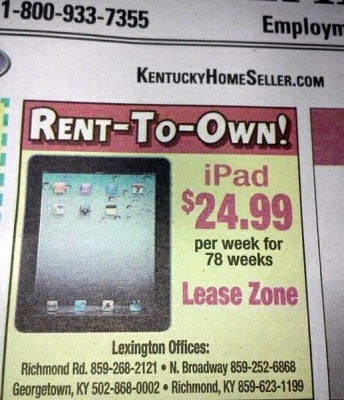 1-800-933-7355
Employm
KENTUCKYHOMESELLER.COM
RENT-TO-OWN!
iPad
$24.99
per week for
78 weeks
Lease Zone
Lexington Offices:
Richmond Rd. 859-268-2121 • N. Broadway 859-252-6868
Georgetown, KY 502-868-0002 • Richmond, KY 859-623-1199